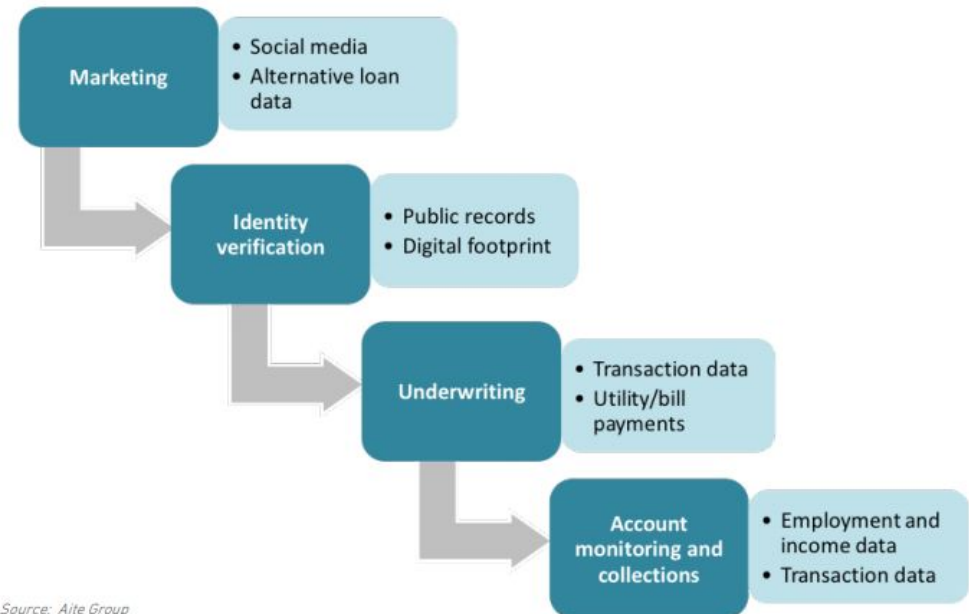 Marketing
• Social media
• Alternative loan
data
Identity
verification
• Public records
• Digital footprint
Underwriting
• Transaction data
• Utility/bill
payments
Account
monitoring and
collections
• Employment and
income data
• Transaction data
Source: Aite Group